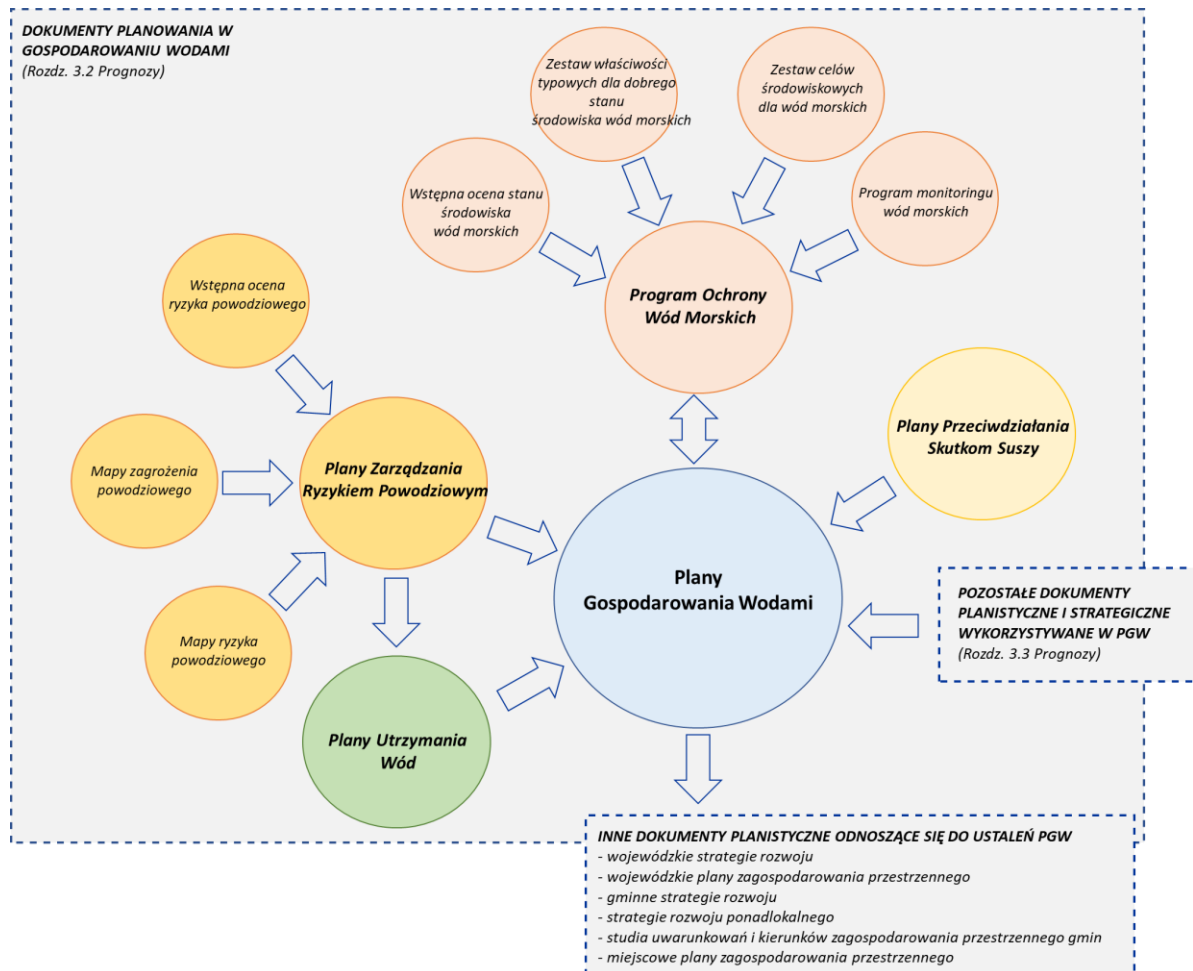 DOKUMENTY PLANOWANIA W
GOSPODAROWANIU WODAMI
(Rozdz. 3.2 Prognozy)
Zestaw właściwości
typowych dla dobrego
stanu
środowiska wód morskich
Zestaw celów
środowiskowych
dla wód morskich
Wstępna ocena stanu
środowiska
wód morskich
Program monitoringu
wód morskich
Program Ochrony
Wód Morskich
Wstępna ocena
ryzyka powodziowego
Mapy zagrożenia
powodziowego
Mapy ryzyka
powodziowego
Plany Zarządzania
Ryzykiem Powodziowym
Plany Przeciwdziałania
Skutkom Suszy
Plany
Gospodarowania Wodami
Plany Utrzymania
Wód
POZOSTAŁE DOKUMENTY
PLANISTYCZNE I STRATEGICZNE
WYKORZYSTYWANE W PGW
(Rozdz. 3.3 Prognozy)
INNE DOKUMENTY PLANISTYCZNE ODNOSZĄCE SIĘ DO USTALEŃ PGW
- wojewódzkie strategie rozwoju
- wojewódzkie plany zagospodarowania przestrzennego
- gminne strategie rozwoju
- strategie rozwoju ponadlokalnego
- studia uwarunkowań i kierunków zagospodarowania przestrzennego gmin
- miejscowe plany zagospodarowania przestrzennego